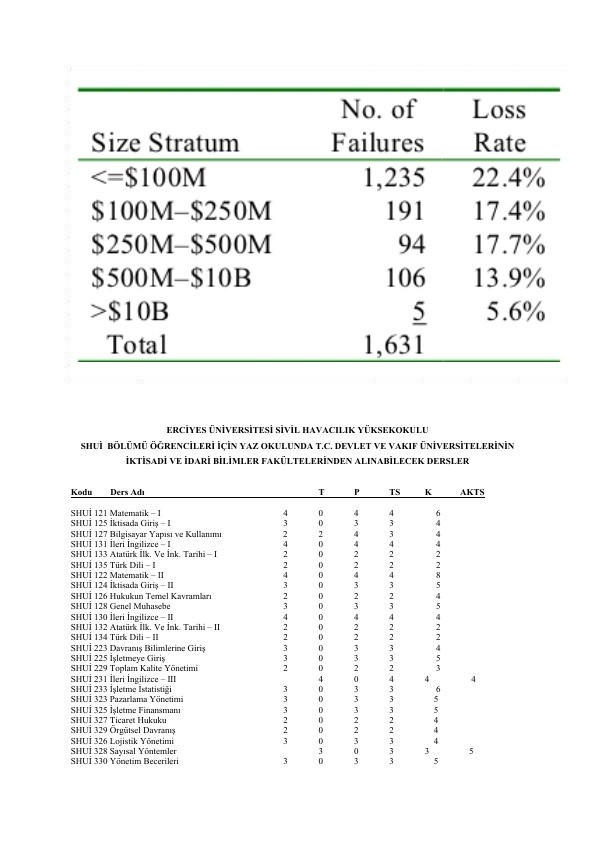 No. of Loss
Size Stratum Failures Rate
<=$100M 1,235 22.4%
$100M–$250M 191 17.4%
$250M–$500M 94 17.7%
$500M–$10B 106 13.9%
>$10B 5 5.6%
Total 1,631
ERCİYES ÜNİVERSİTESİ SİVİL HAVACILIK YÜKSEKOKULU
SHUİ BÖLÜMÜ ÖĞRENCİLERİ İÇİN YAZ OKULUNDA T.C. DEVLET VE VAKIF ÜNİVERSİTELERİNİN
İKTİSADİ VE İDARİ BİLİMLER FAKÜLTELERİNDEN ALINABİLECEK DERSLER
Kodu Ders Adı T P TS K AKTS
SHUİ 121 Matematik – I 4 0 4 4 6
SHUİ 125 İktisada Giriş – I 3 0 3 3 4
SHUİ 127 Bilgisayar Yapısı ve Kullanımı 2 2 4 3 4
SHUİ 131 İleri İngilizce – I 4 0 4 4 4
SHUİ 133 Atatürk İlk. Ve İnk. Tarihi – I 2 0 2 2 2
SHUİ 135 Türk Dili – I 2 0 2 2 2
SHUİ 122 Matematik – II 4 0 4 4 8
SHUİ 124 İktisada Giriş – II 3 0 3 3 5
SHUİ 126 Hukukun Temel Kavramları 2 0 2 2 4
SHUİ 128 Genel Muhasebe 3 0 3 3 5
SHUİ 130 İleri İngilizce – II 4 0 4 4 4
SHUİ 132 Atatürk İlk. Ve İnk. Tarihi – II 2 0 2 2 2
SHUİ 134 Türk Dili – II 2 0 2 2 2
SHUİ 223 Davranış Bilimlerine Giriş 3 0 3 3 4
SHUİ 225 İşletmeye Giriş 3 0 3 3 5
SHUİ 229 Toplam Kalite Yönetimi 2 0 2 2 3
SHUİ 231 İleri İngilizce – III 4 0 4 4 4
SHUİ 233 İşletme İstatistiği 3 0 3 3 6
SHUİ 323 Pazarlama Yönetimi 3 0 3 3 5
SHUİ 325 İşletme Finansmanı 3 0 3 3 5
SHUİ 327 Ticaret Hukuku 2 0 2 2 4
SHUİ 329 Örgütsel Davranış 2 0 2 2 4
SHUİ 326 Lojistik Yönetimi 3 0 3 3 4
SHUİ 328 Sayısal Yöntemler 3 0 3 3 5
SHUİ 330 Yönetim Becerileri 3 0 3 3 5